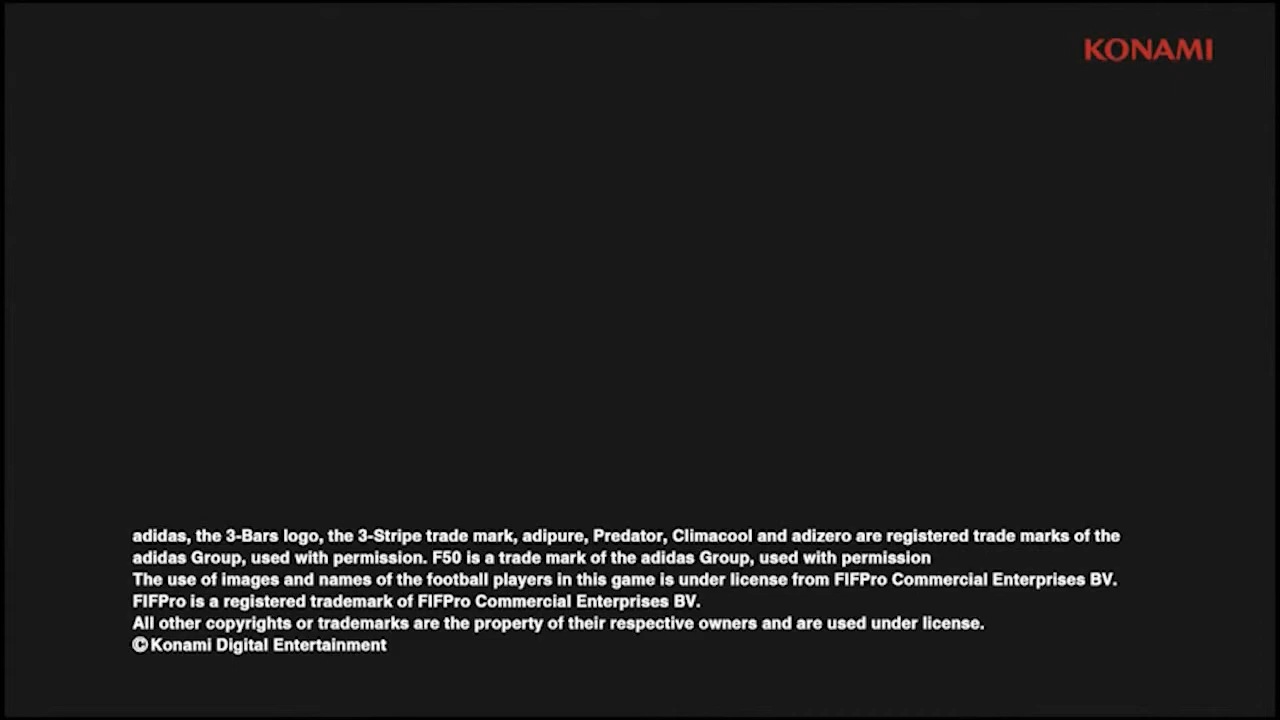 KONAMI
adidas, the 3-Bars logo, the 3-Stripe trade mark, adipure, Predator, Climacool and adizero are registered trade marks of the
adidas Group, used with permission. F50 is a trade mark of the adidas Group, used with permission
The use of images and names of the football players in this game is under license from FIFPro Commercial Enterprises BV.
FIFPro is a registered trademark of FIFPro Commercial Enterprises BV.
All other copyrights or trademarks are the property of their respective owners and are used under license.
© Konami Digital Entertainment